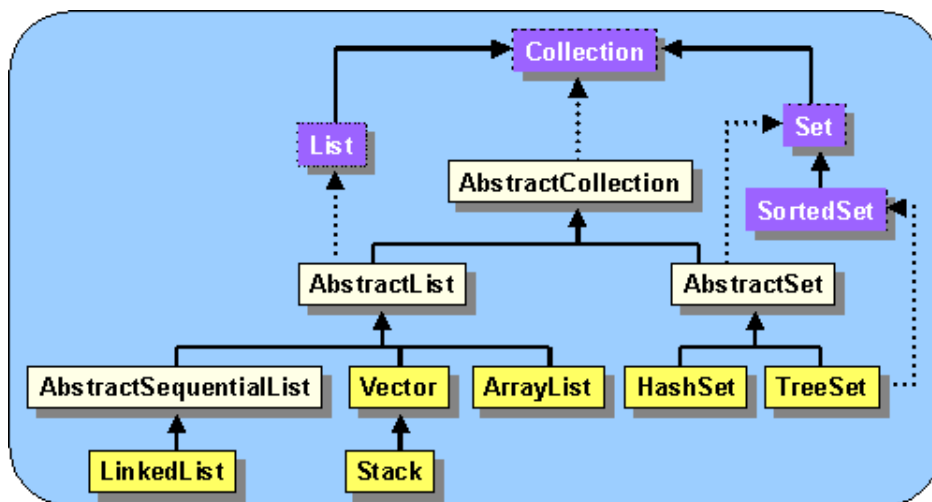 Collection
List
Set
AbstractCollection
SortedSet
AbstractList
AbstractSet
AbstractSequentialList
Vector
ArrayList
HashSet
TreeSet
LinkedList
Stack